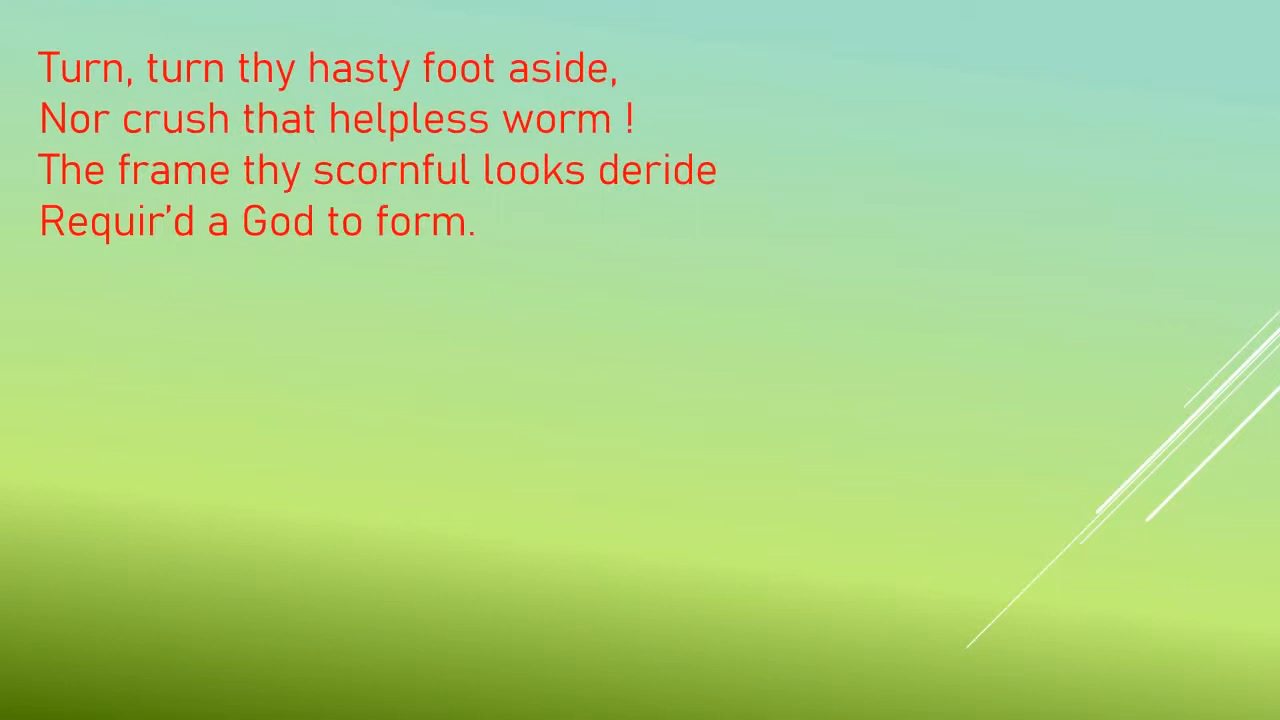 Turn, turn thy hasty foot aside,
Nor crush that helpless worm !
The frame thy scornful looks deride
Requir’d a God to form.